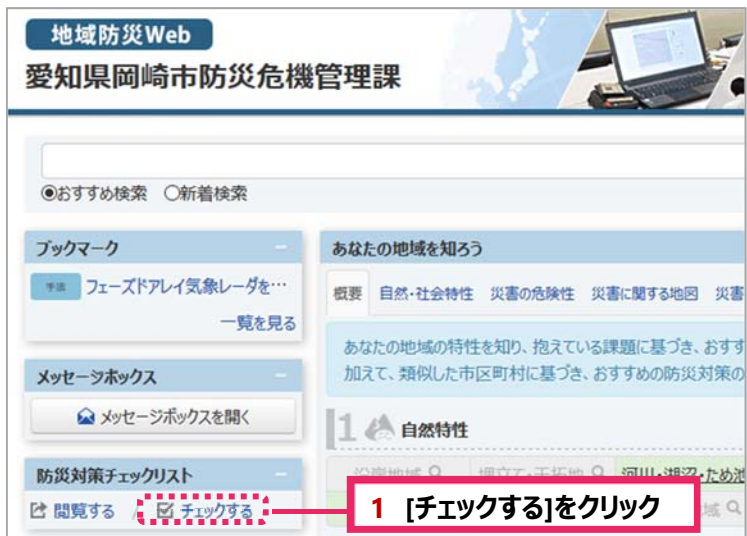 地域防災Web
愛知県岡崎市防災危機管理課
おすすめ検索 新着検索
ブックマーク
手法 フェーズドアレイ気象レーダを…
一覧を見る
メッセージボックス
メッセージボックスを開く
防災対策チェックリスト
閲覧する / チェックする
あなたの地域を知ろう
概要 自然・社会特性 災害の危険性 災害に関する地図 災害
あなたの地域の特性を知り、抱えている課題に基づき、おすす
加えて、類似した市区町村に基づき、おすすめの防災対策の
1 自然特性
沿岸地域 埋立て・干拓地 河川・湖沼・ため池
域
1 [チェックする]をクリック